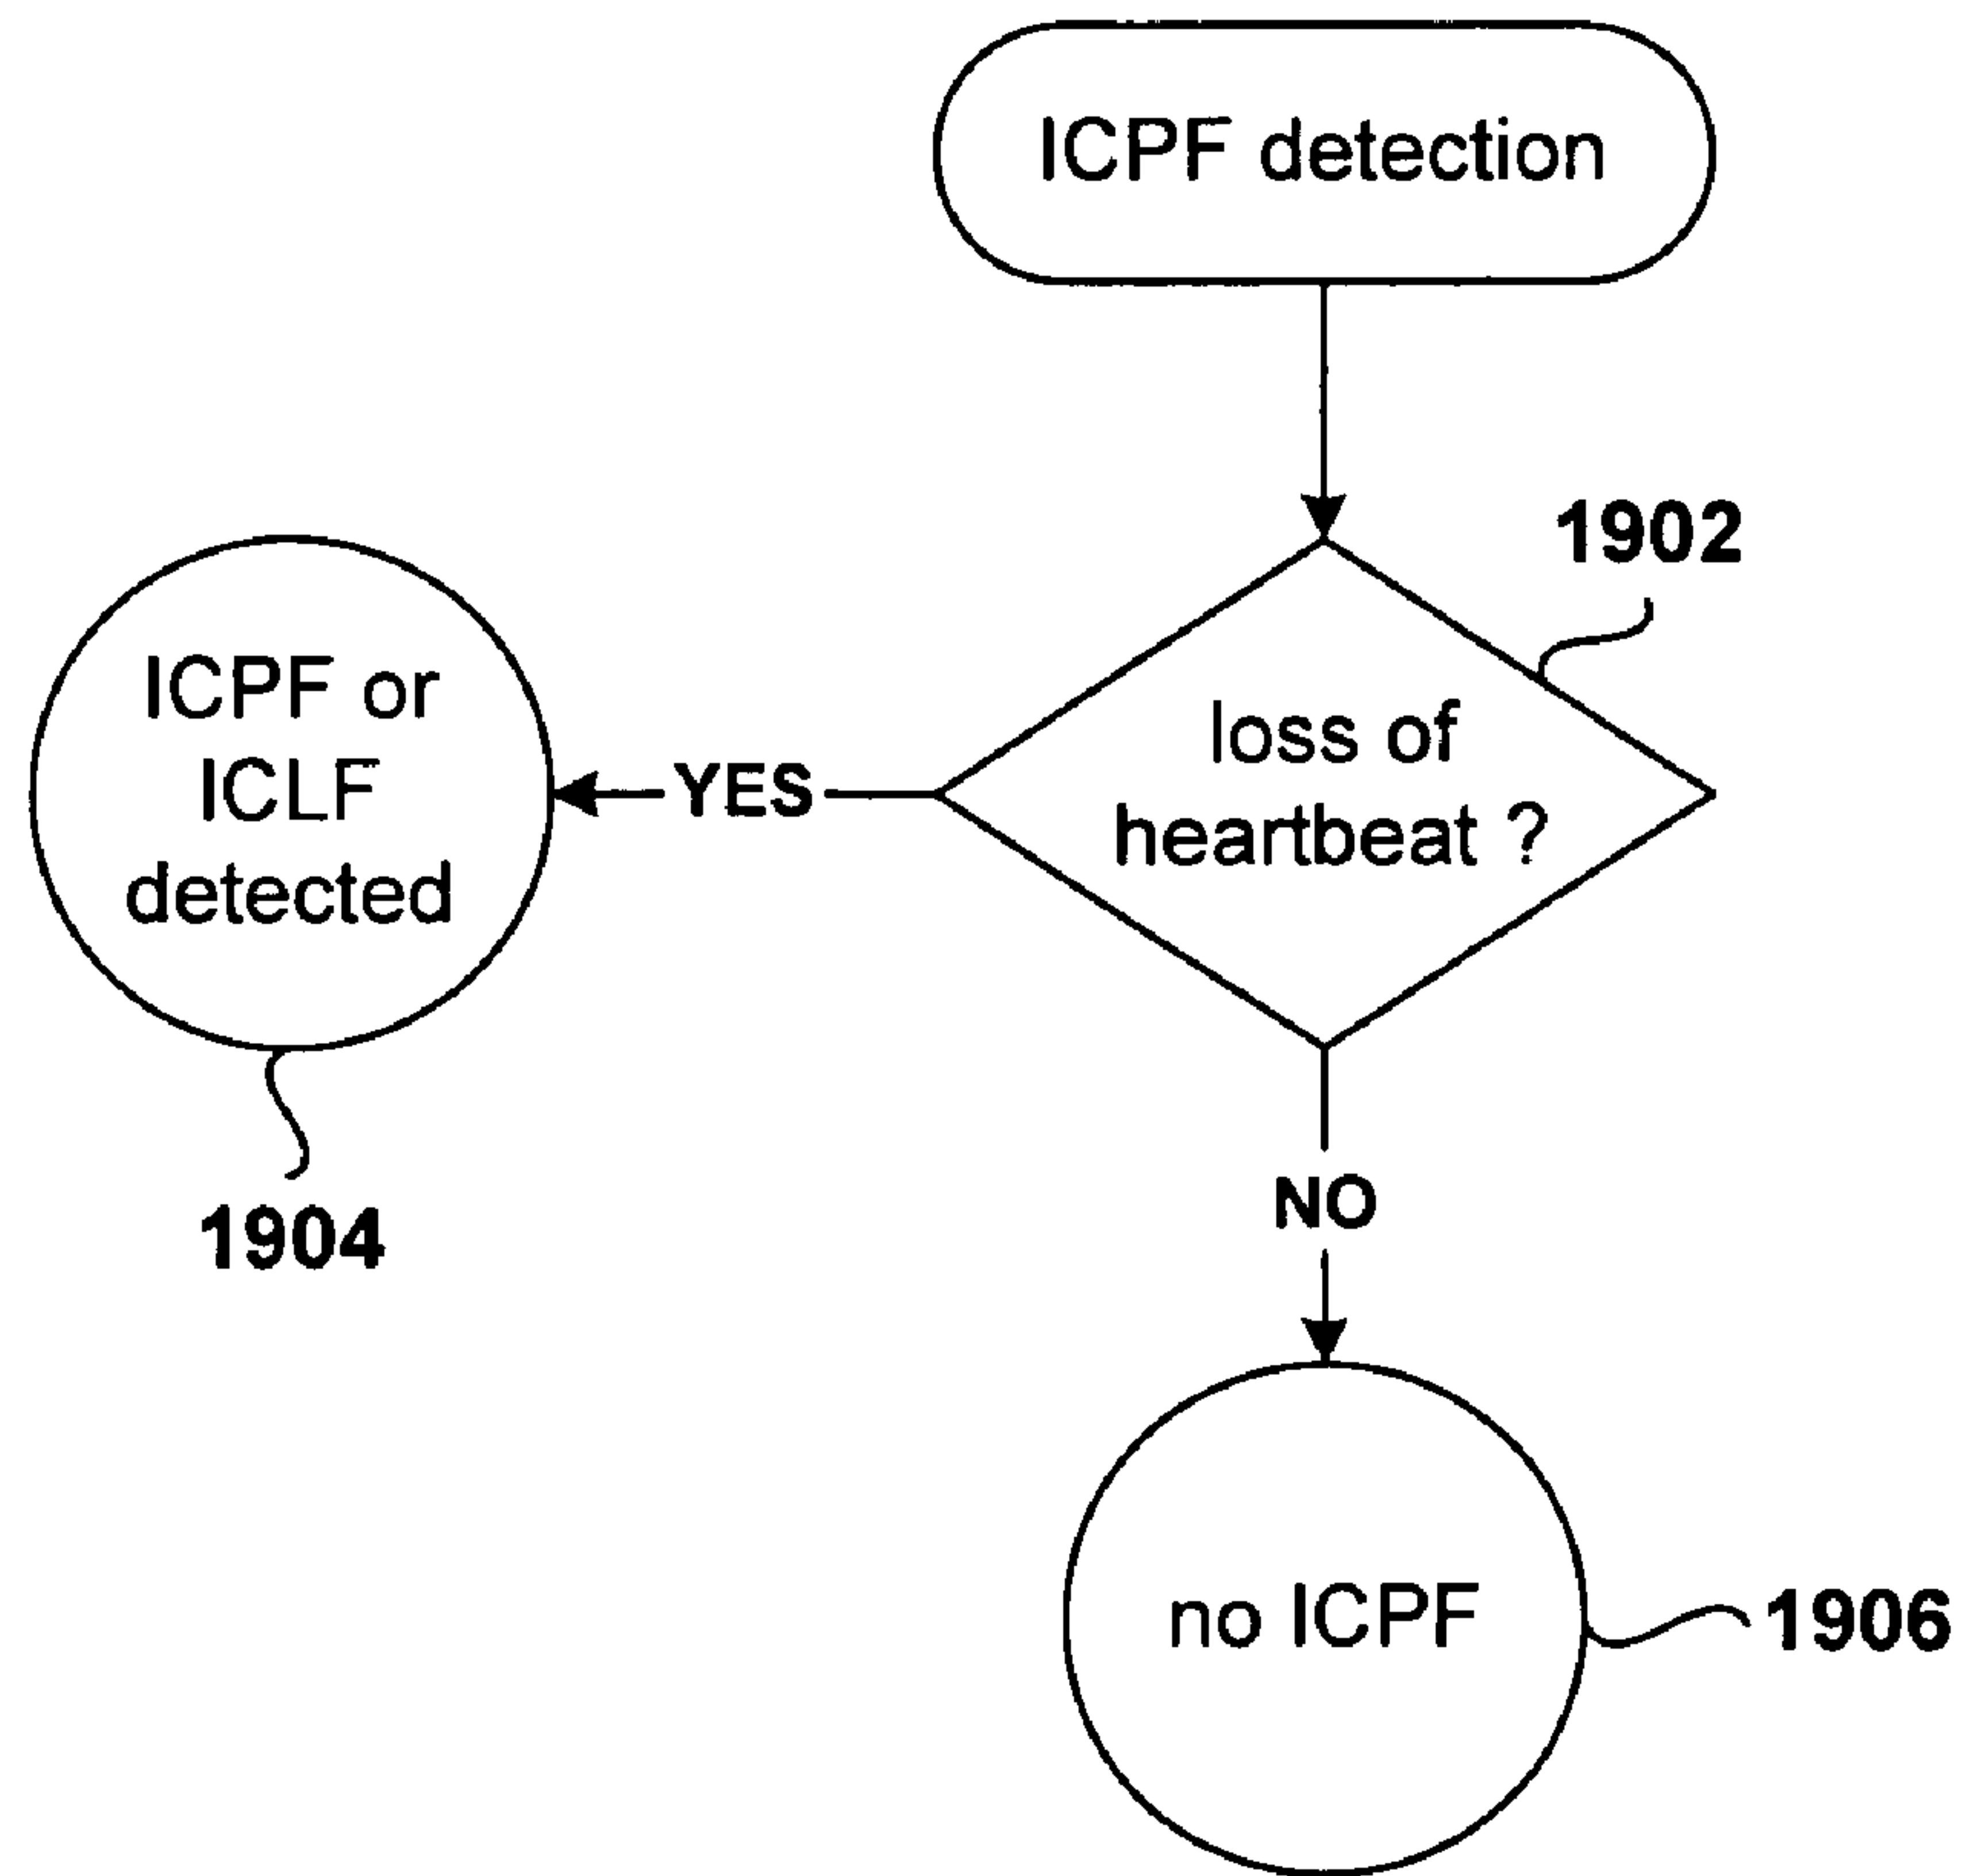 ICPF detection
1902
loss of
heartbeat ?
YES
ICPF or
ICLF
detected
1904
NO
no ICPF
1906